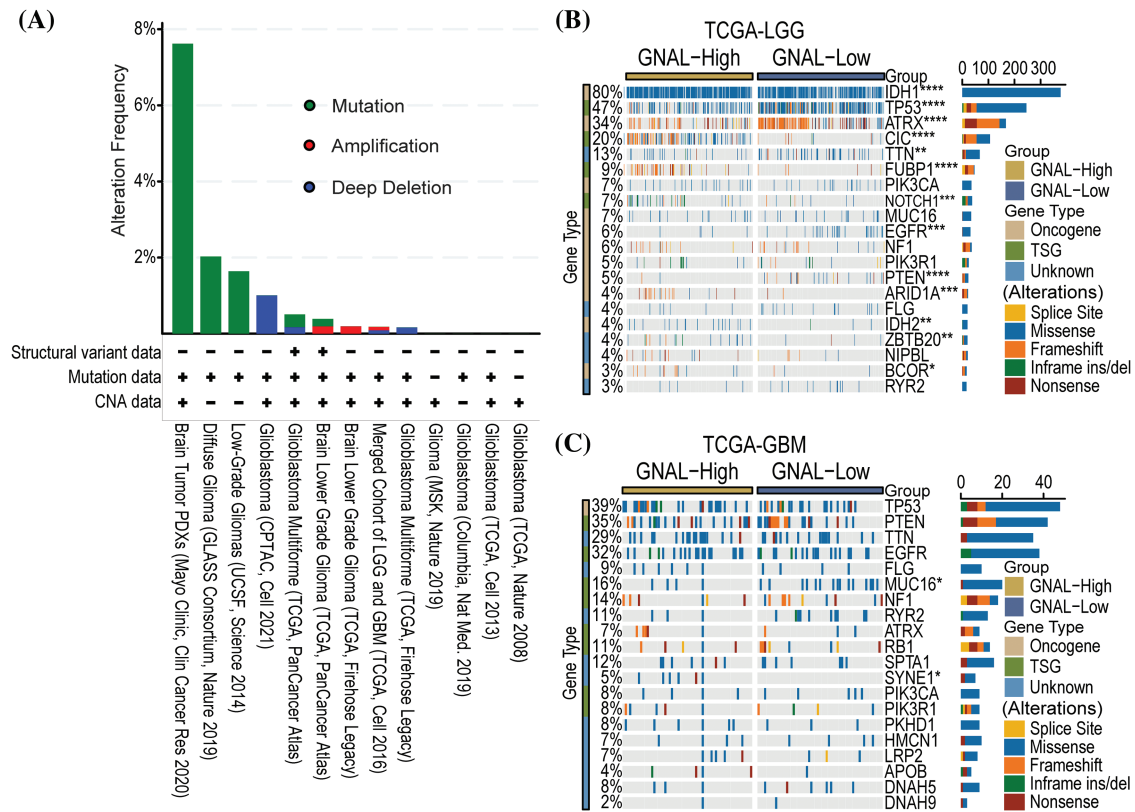 (A)
8%
6%
4%
2%
Alteration Frequency
Mutation
Amplification
Deep Deletion
Structural variant data
− − − − + + − − − − − − −
Mutation data
+ + + + + + + + + − + + −
CNA data
+ − − + + + + + + + − + +
Brain Tumor PDXs (Mayo Clinic, Clin Cancer Res 2020)
Diffuse Glioma (GLASS Consortium, Nature 2019)
Low-Grade Gliomas (UCSF, Science 2014)
Glioblastoma (CPTAC, Cell 2021)
Glioblastoma Multiforme (TCGA, PanCancer Atlas)
Brain Lower Grade Glioma (TCGA, PanCancer Atlas)
Brain Lower Grade Glioma (TCGA, Firehose Legacy)
Merged Cohort of LGG and GBM (TCGA, Cell 2016)
Glioblastoma Multiforme (TCGA, Firehose Legacy)
Glioma (MSK, Nature 2019)
Glioblastoma (Columbia, Nat Med. 2019)
Glioblastoma (TCGA, Cell 2013)
Glioblastoma (TCGA, Nature 2008)
(B)
TCGA-LGG
GNAL−High GNAL−Low
Group
0 100 200 300
Gene Type
80% IDH1****
47% TP53****
34% ATRX****
20% CIC****
13% TTN**
9% FUBP1****
7% PIK3CA
7% NOTCH1***
7% MUC16
6% EGFR***
6% NF1
5% PIK3R1
5% PTEN****
4% ARID1A***
4% FLG
4% IDH2**
4% ZBTB20**
4% NIPBL
3% BCOR*
3% RYR2
Group
GNAL−High
GNAL−Low
Gene Type
Oncogene
TSG
Unknown
(Alterations)
Splice Site
Missense
Frameshift
Inframe ins/del
Nonsense
(C)
TCGA-GBM
GNAL−High GNAL−Low
Group
0 20 40
Gene Type
39% TP53
35% PTEN
29% TTN
32% EGFR
9% FLG
16% MUC16*
14% NF1
11% RYR2
7% ATRX
11% RB1
12% SPTA1
5% SYNE1*
8% PIK3CA
8% PIK3R1
8% PKHD1
7% HMCN1
7% LRP2
4% APOB
8% DNAH5
2% DNAH9
Group
GNAL−High
GNAL−Low
Gene Type
Oncogene
TSG
Unknown
(Alterations)
Splice Site
Missense
Frameshift
Inframe ins/del
Nonsense